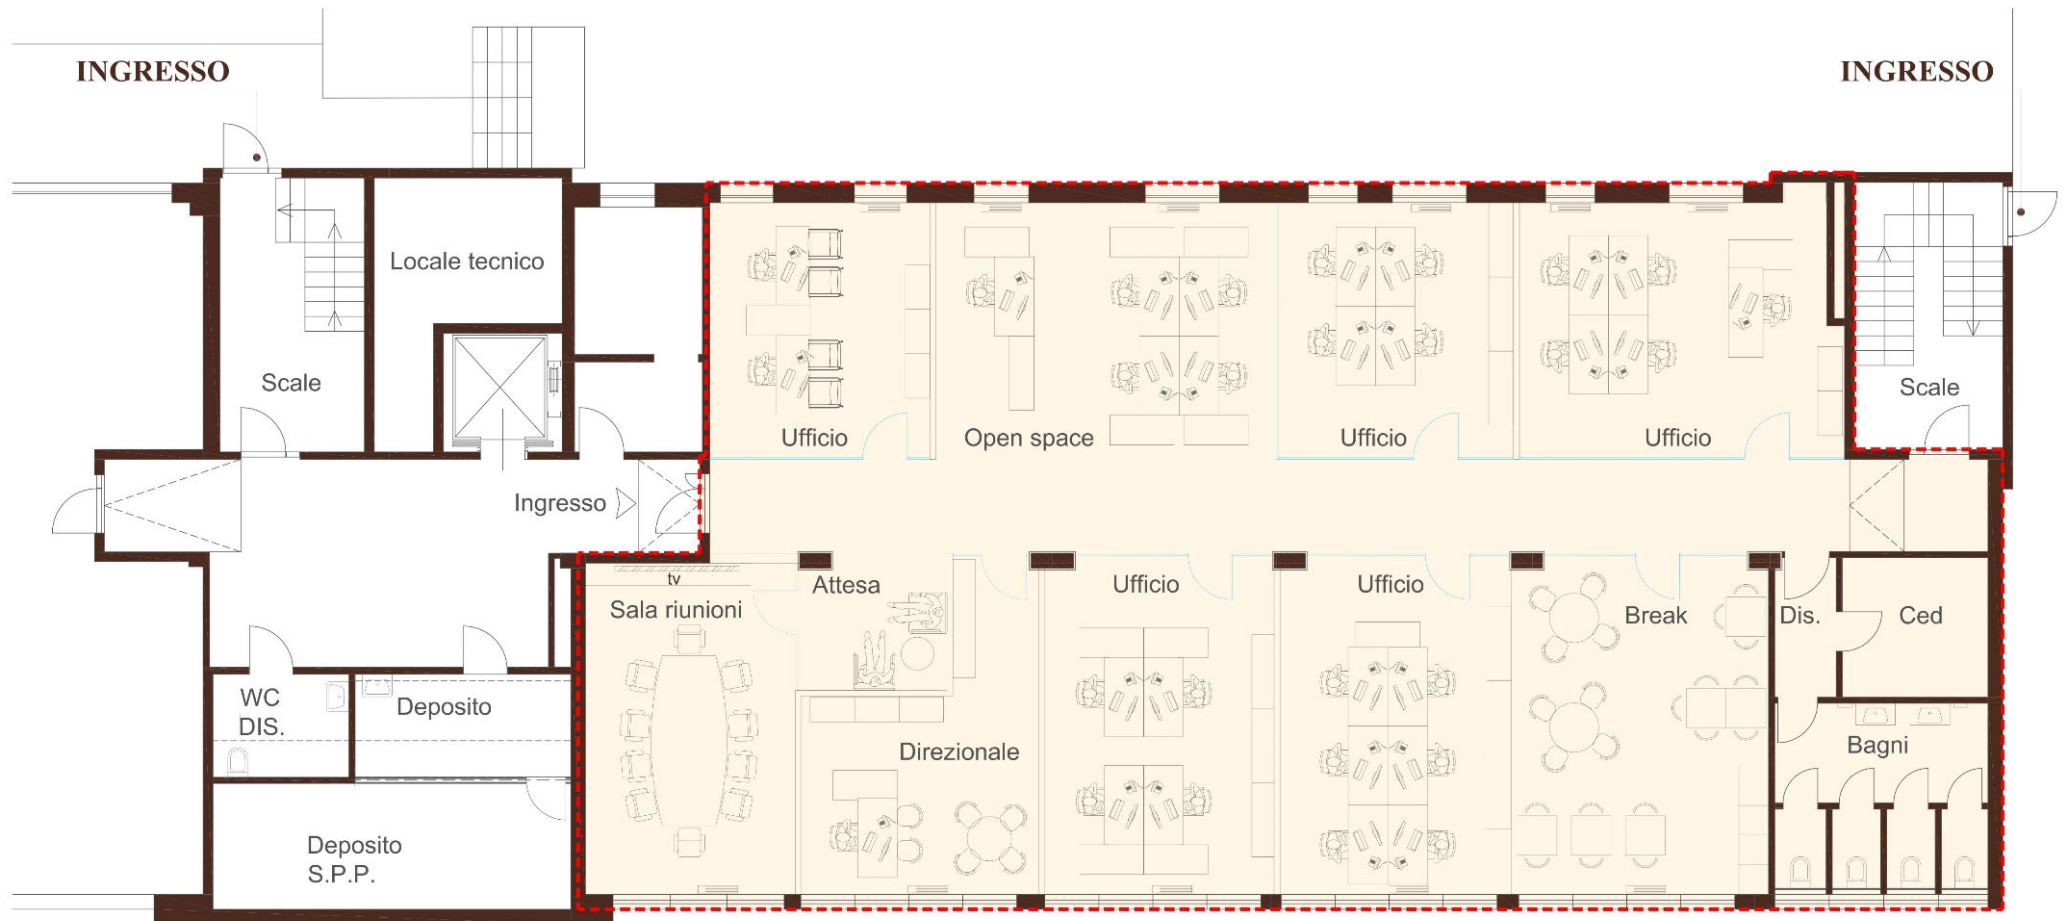 INGRESSO
INGRESSO
Locale tecnico
Scale
Scale
Ufficio
Open space
Ufficio
Ufficio
Ingresso
tv
Sala riunioni
Attesa
Ufficio
Ufficio
Break
Dis.
Ced
WC
DIS.
Deposito
Direzionale
Bagni
Deposito
S.P.P.